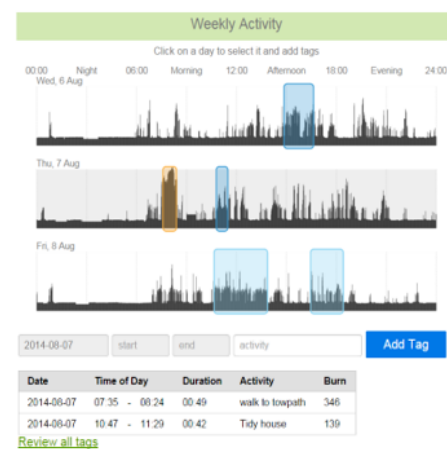 Weekly Activity
Click on a day to select it and add tags
00:00 Night 06:00 Morning 12:00 Afternoon 18:00 Evening 24:00
Wed, 6 Aug
Thu, 7 Aug
Fri, 8 Aug
2014-08-07 start end activity Add Tag
Date Time of Day Duration Activity Burn
2014-08-07 07:35 - 08:24 00:49 walk to towpath 346
2014-08-07 10:47 - 11:29 00:42 Tidy house 139
Review all tags